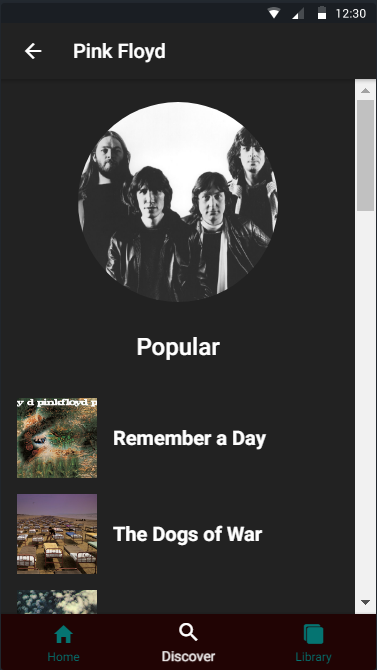 12:30
Pink Floyd
Popular
y d pinkfloyd p
Remember a Day
The Dogs of War
Home
Discover
Library